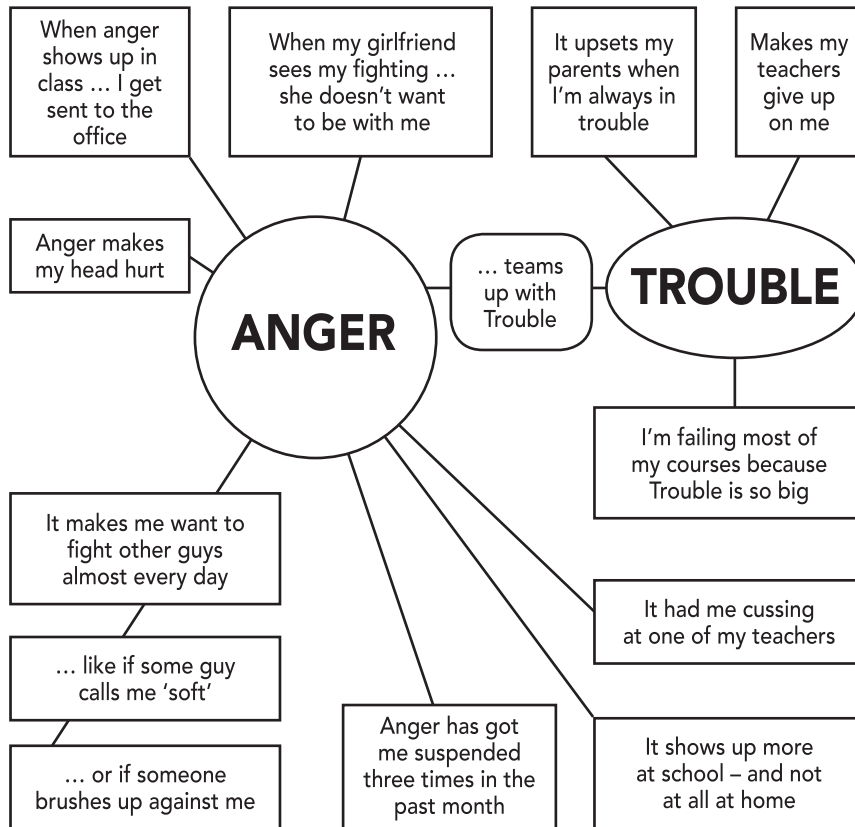 When anger
shows up in
class … I get
sent to the
office
When my girlfriend
sees my fighting …
she doesn’t want
to be with me
It upsets my
parents when
I’m always in
trouble
Makes my
teachers
give up
on me
Anger makes
my head hurt
ANGER
… teams
up with
Trouble
TROUBLE
I’m failing most of
my courses because
Trouble is so big
It makes me want to
fight other guys
almost every day
… like if some guy
calls me ‘soft’
… or if someone
brushes up against me
Anger has got
me suspended
three times in the
past month
It had me cussing
at one of my teachers
It shows up more
at school – and not
at all at home